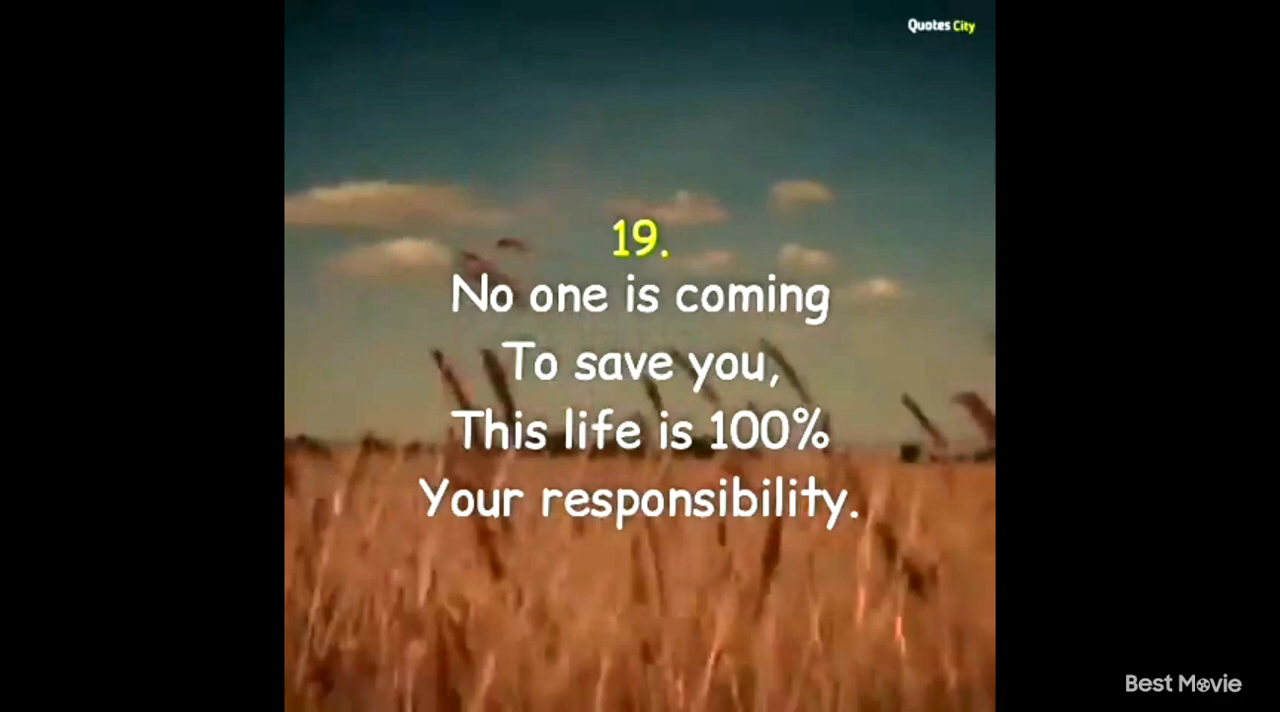 Quotes City
19.
No one is coming
To save you,
This life is 100%
Your responsibility.
Best Movie